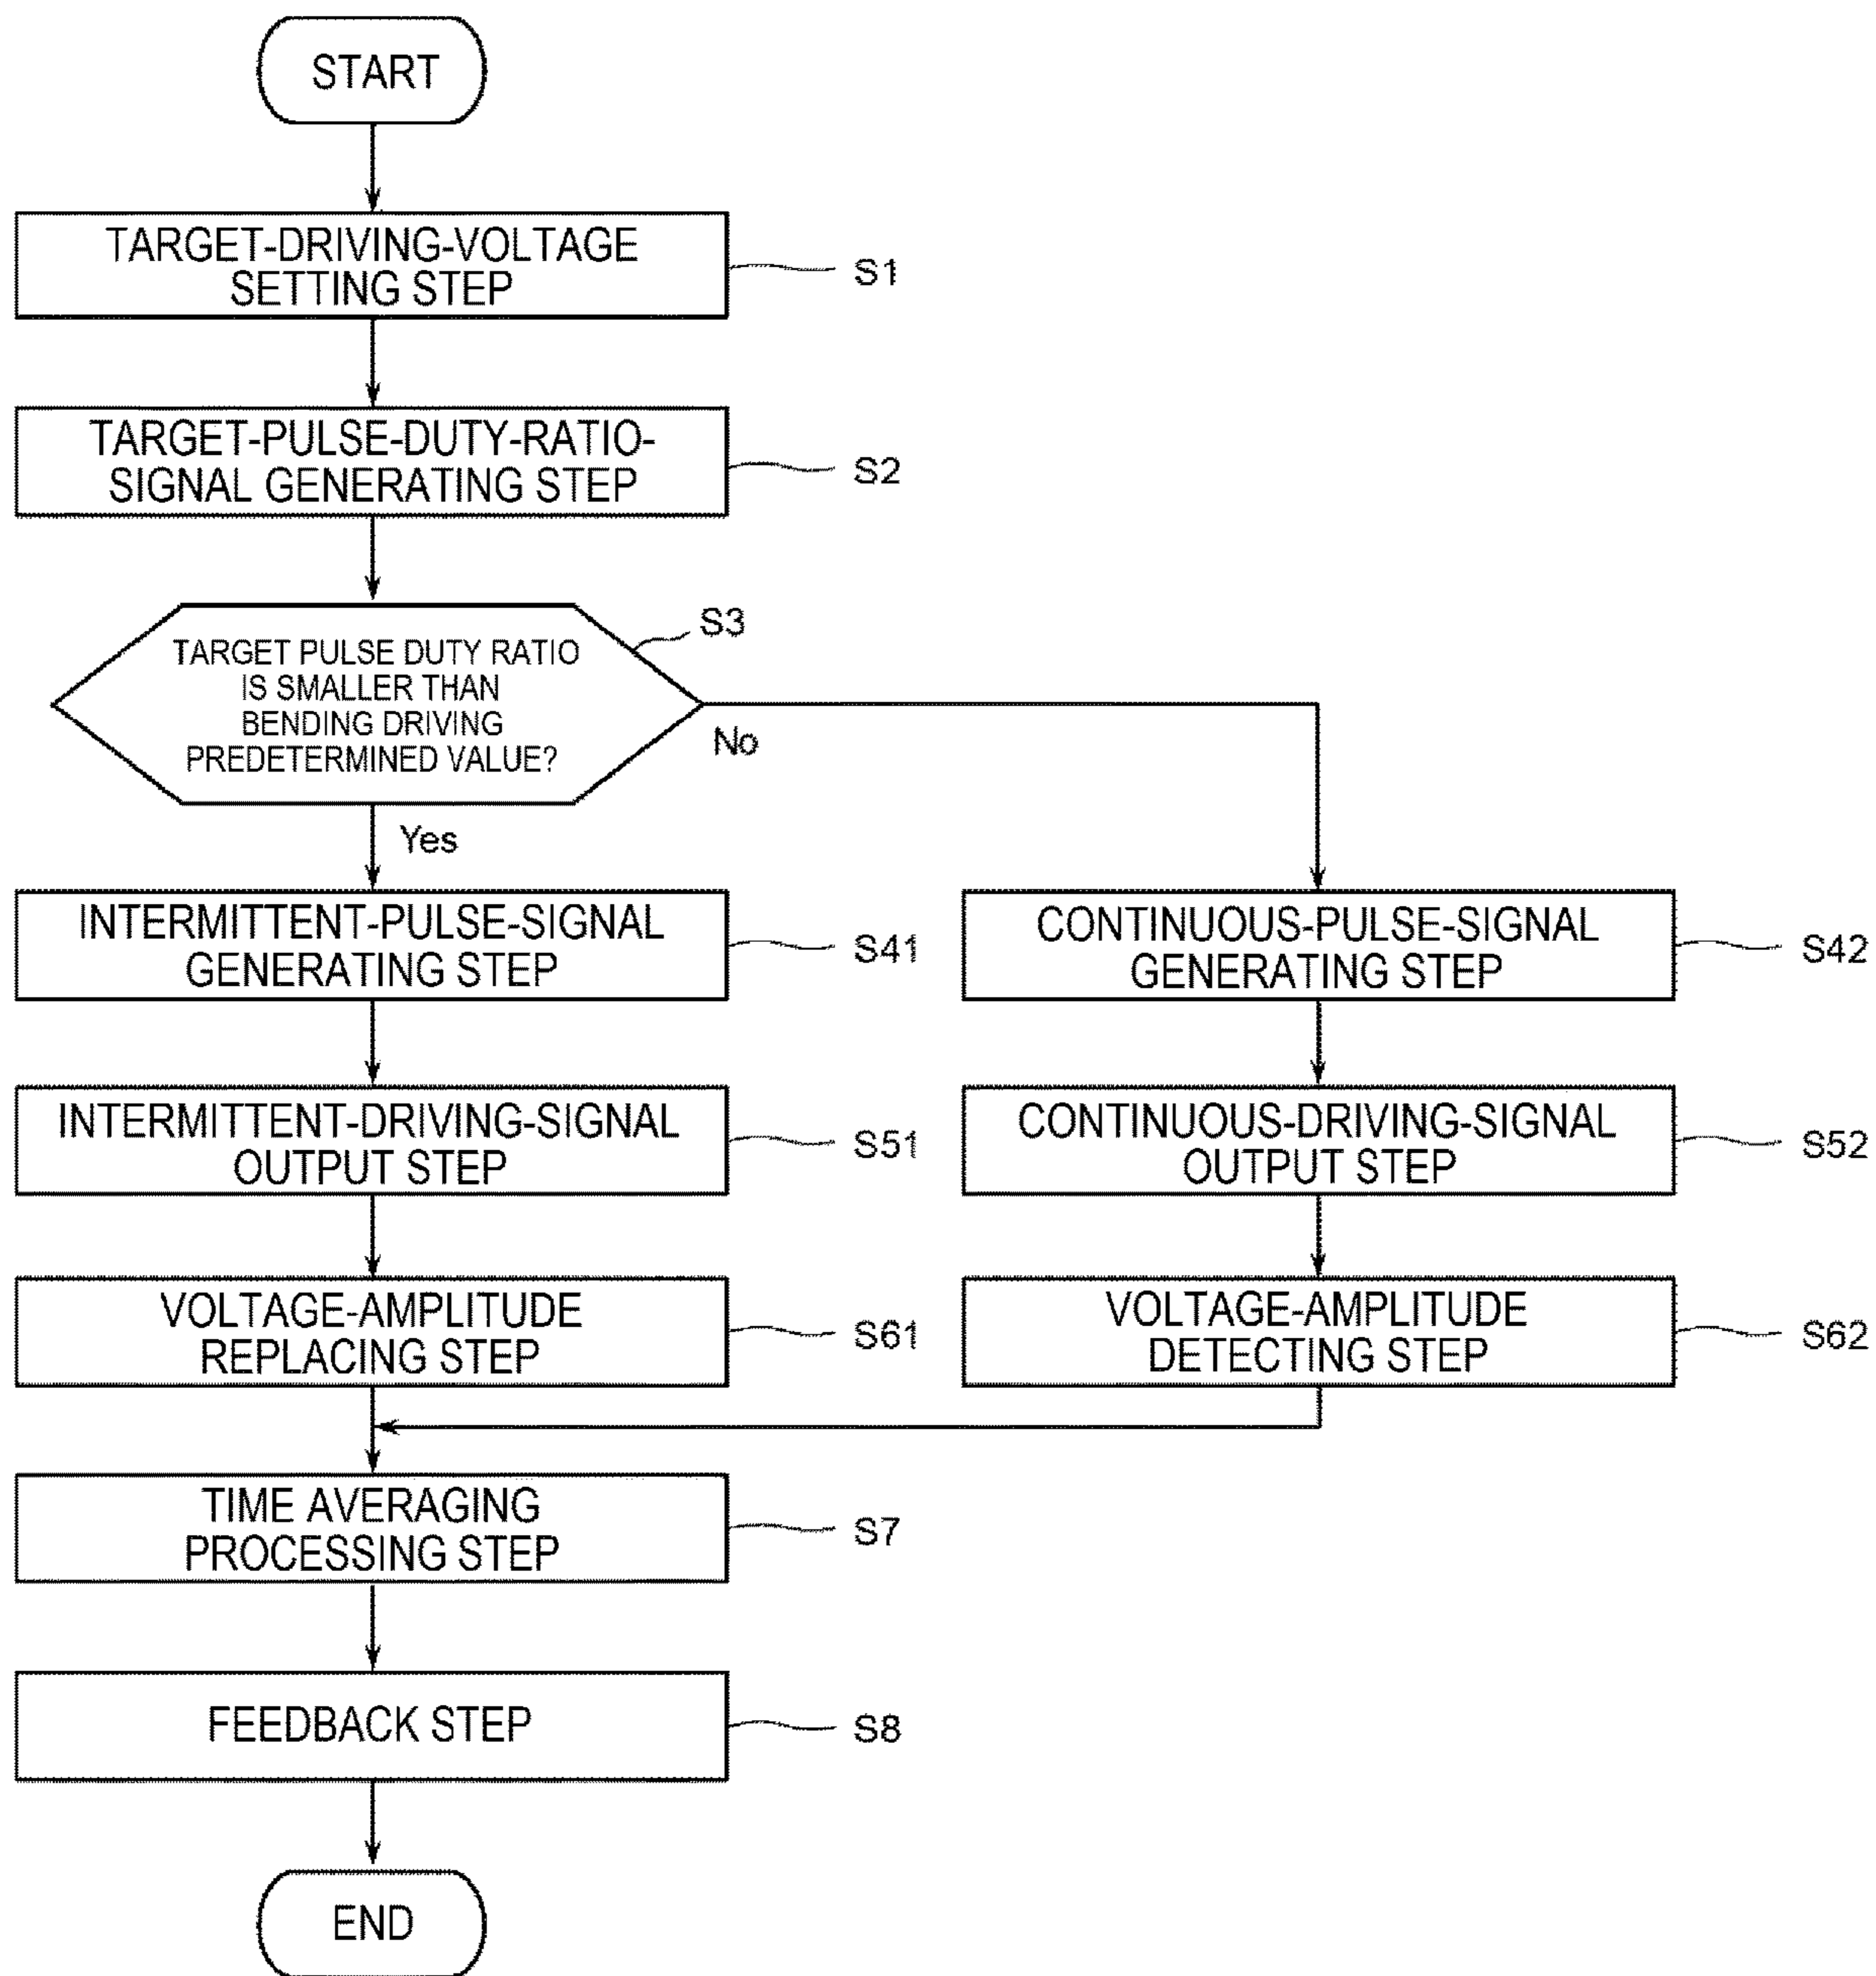 START
TARGET-DRIVING-VOLTAGE
SETTING STEP
S1
TARGET-PULSE-DUTY-RATIO-
SIGNAL GENERATING STEP
S2
S3
TARGET PULSE DUTY RATIO
IS SMALLER THAN
BENDING DRIVING
PREDETERMINED VALUE?
No
Yes
INTERMITTENT-PULSE-SIGNAL
GENERATING STEP
S41
CONTINUOUS-PULSE-SIGNAL
GENERATING STEP
S42
INTERMITTENT-DRIVING-SIGNAL
OUTPUT STEP
S51
CONTINUOUS-DRIVING-SIGNAL
OUTPUT STEP
S52
VOLTAGE-AMPLITUDE
REPLACING STEP
S61
VOLTAGE-AMPLITUDE
DETECTING STEP
S62
TIME AVERAGING
PROCESSING STEP
S7
FEEDBACK STEP
S8
END